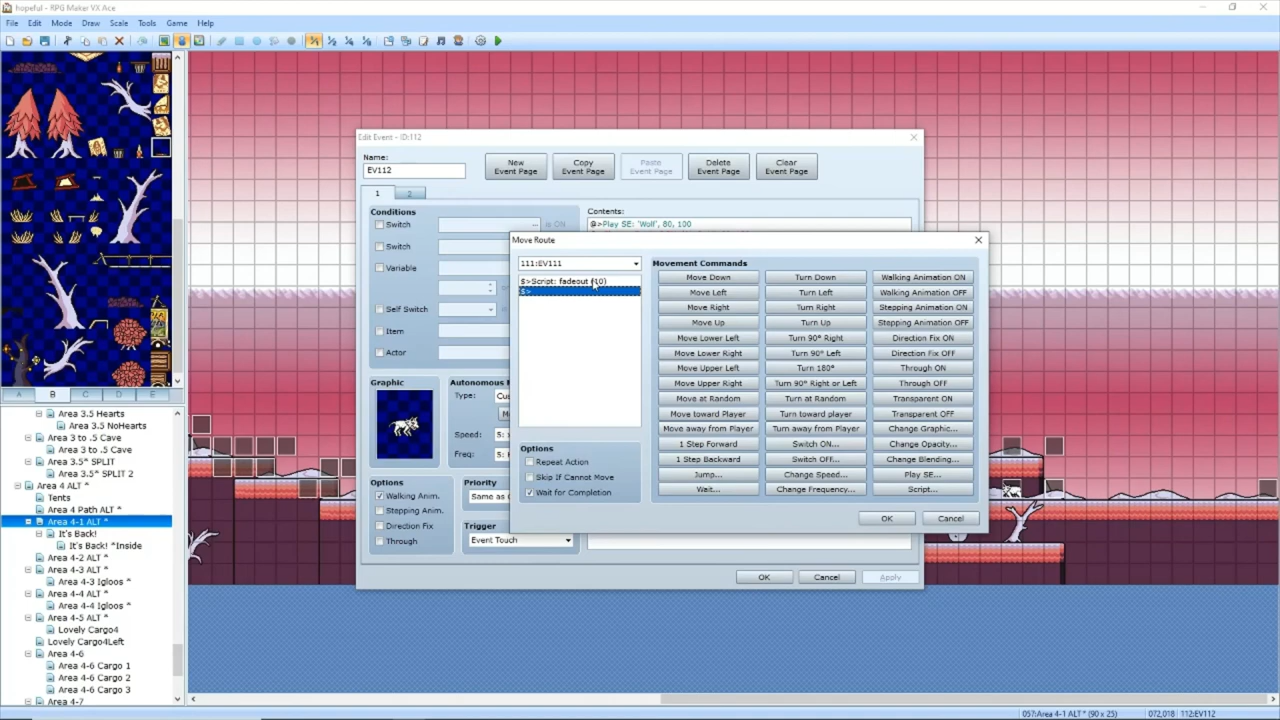 hopeful - RPG Maker VX Ace
File Edit Mode Draw Scale Tools Game Help
Edit Event - ID:112
Name:
EV112
New Event Page
Copy Event Page
Paste Event Page
Delete Event Page
Clear Event Page
1 2
Conditions
Switch
is ON
Switch
Variable
Self Switch
Item
Actor
Contents:
@>Play SE: 'Wolf', 80, 100
Graphic
Type:
Speed: 5:
Freq: 5:
Options
Walking Anim.
Stepping Anim.
Direction Fix
Through
Priority
Same as
Trigger
Event Touch
OK Cancel Apply
Move Route
111:EV111
$>Script: fadeout (10)
$>
Options
Repeat Action
Skip If Cannot Move
Wait for Completion
Movement Commands
Move Down Turn Down Walking Animation ON
Move Left Turn Left Walking Animation OFF
Move Right Turn Right Stepping Animation ON
Move Up Turn Up Stepping Animation OFF
Move Lower Left Turn 90° Right Direction Fix ON
Move Lower Right Turn 90° Left Direction Fix OFF
Move Upper Left Turn 180° Through ON
Move Upper Right Turn 90° Right or Left Through OFF
Move at Random Turn at Random Transparent ON
Move toward Player Turn toward player Transparent OFF
Move away from Player Turn away from Player Change Graphic...
1 Step Forward Switch ON... Change Opacity...
1 Step Backward Switch OFF... Change Blending...
Jump... Change Speed... Play SE...
Wait... Change Frequency... Script...
OK Cancel
A B C D E
Area 3.5 Hearts
Area 3.5 NoHearts
Area 3 to .5 Cave
Area 3 to .5 Cave
Area 3.5* SPLIT
Area 3.5* SPLIT 2
Area 4 ALT ^
Tents
Area 4 Path ALT ^
Area 4-1 ALT ^
It's Back!
It's Back! ^Inside
Area 4-2 ALT ^
Area 4-3 ALT ^
Area 4-3 Igloos ^
Area 4-4 ALT ^
Area 4-4 Igloos ^
Area 4-5 ALT ^
Lovely Cargo4
Lovely Cargo4Left
Area 4-6
Area 4-6 Cargo 1
Area 4-6 Cargo 2
Area 4-6 Cargo 3
Area 4-7
057:Area 4-1 ALT ^ (90 x 25) 072,018 112:EV112